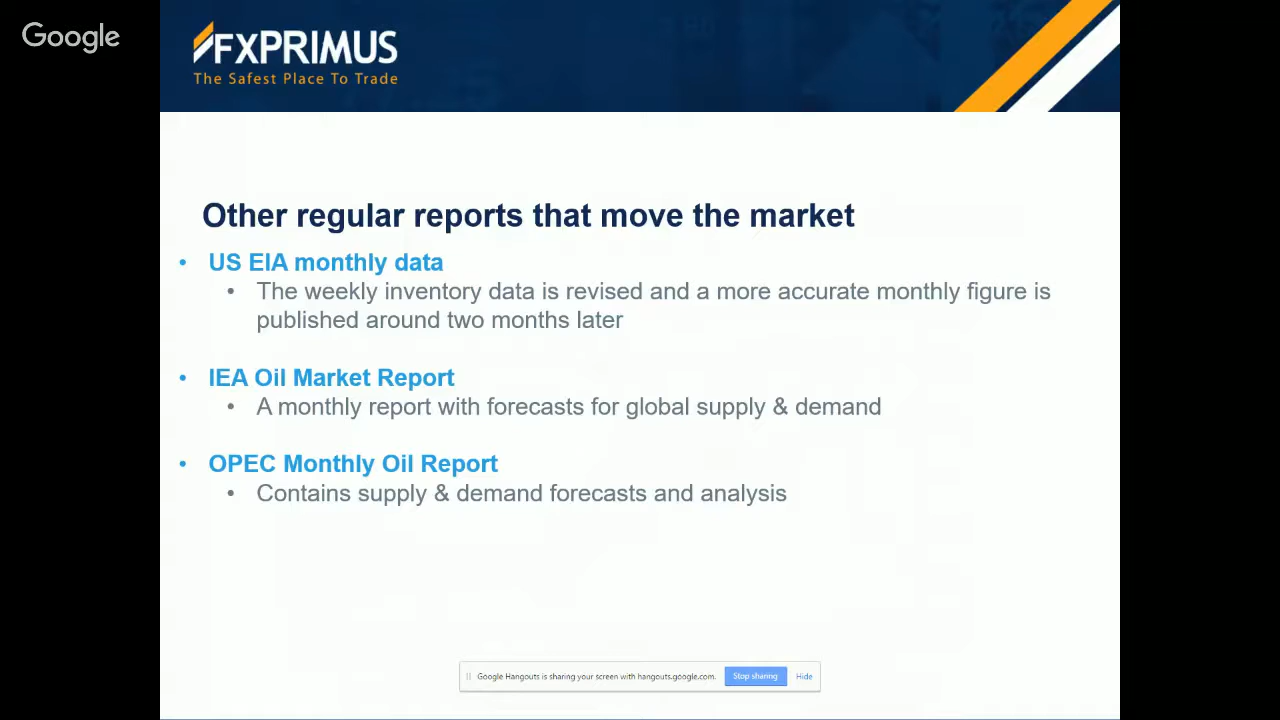 Google
FXPRIMUS
The Safest Place To Trade
Other regular reports that move the market
• US EIA monthly data
• The weekly inventory data is revised and a more accurate monthly figure is
published around two months later
• IEA Oil Market Report
• A monthly report with forecasts for global supply & demand
• OPEC Monthly Oil Report
• Contains supply & demand forecasts and analysis
Google Hangouts is sharing your screen with hangouts.google.com. Stop sharing Hide